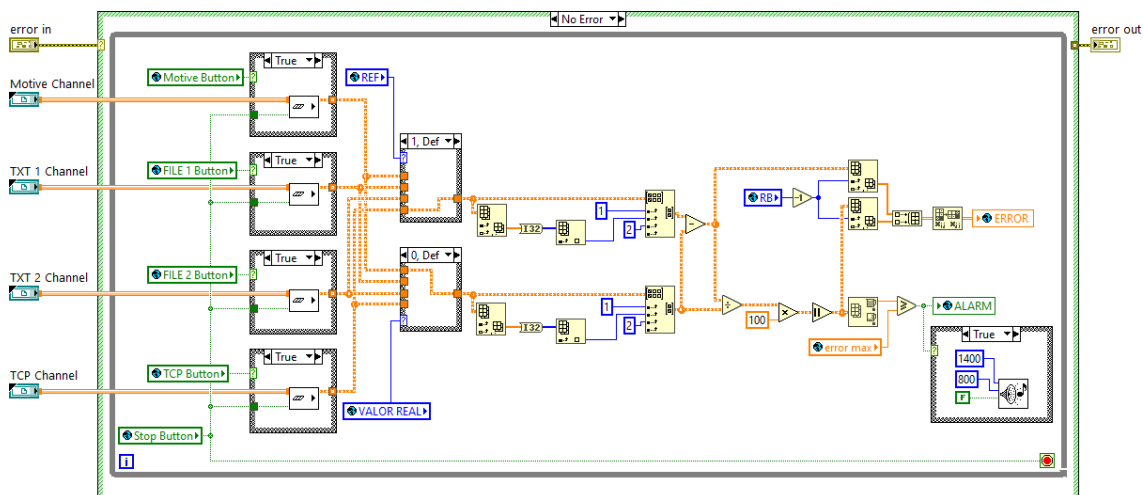 No Error
error in
error out
True
Motive Button
REF
Motive Channel
1, Def
True
TXT 1 Channel
FILE 1 Button
RB
-1
1
I32
2
ERROR
0, Def
True
TXT 2 Channel
FILE 2 Button
1
100
ALARM
I32
2
error max
True
True
TCP Button
1400
TCP Channel
800
VALOR REAL
F
Stop Button
i